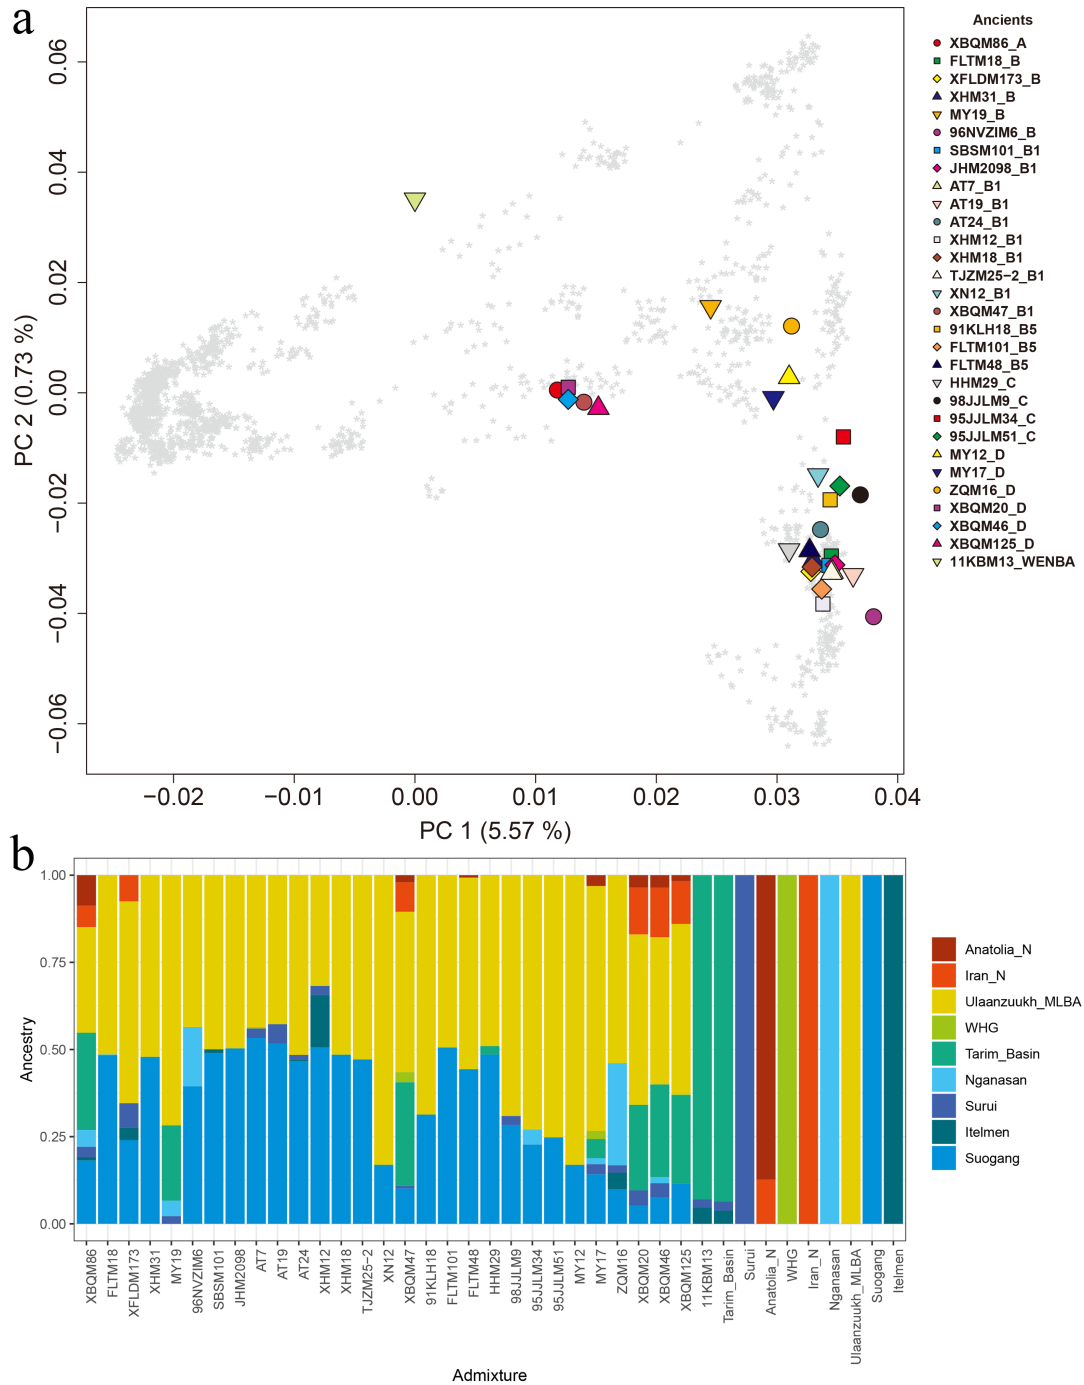 a
0.06
0.04
0.02
0.00
−0.02
−0.04
−0.06
PC 2 (0.73 %)
−0.02
−0.01
0.00
0.01
0.02
0.03
0.04
PC 1 (5.57 %)
Ancients
XBQM86_A
FLTM18_B
XFLDM173_B
XHM31_B
MY19_B
96NVZIM6_B
SBSM101_B1
JHM2098_B1
AT7_B1
AT19_B1
AT24_B1
XHM12_B1
XHM18_B1
TJZM25−2_B1
XN12_B1
XBQM47_B1
91KLH18_B5
FLTM101_B5
FLTM48_B5
HHM29_C
98JJLM9_C
95JJLM34_C
95JJLM51_C
MY12_D
MY17_D
ZQM16_D
XBQM20_D
XBQM46_D
XBQM125_D
11KBM13_WENBA
b
1.00
0.75
0.50
0.25
0.00
Ancestry
XBQM86
FLTM18
XFLDM173
XHM31
MY19
96NVZIM6
SBSM101
JHM2098
AT7
AT19
AT24
XHM12
XHM18
TJZM25−2
XN12
XBQM47
91KLH18
FLTM101
FLTM48
HHM29
98JJLM9
95JJLM34
95JJLM51
MY12
MY17
ZQM16
XBQM20
XBQM46
XBQM125
11KBM13
Tarim_Basin
Surui
Anatolia_N
WHG
Iran_N
Nganasan
Ulaanzuukh_MLBA
Suogang
Itelmen
Admixture
Anatolia_N
Iran_N
Ulaanzuukh_MLBA
WHG
Tarim_Basin
Nganasan
Surui
Itelmen
Suogang